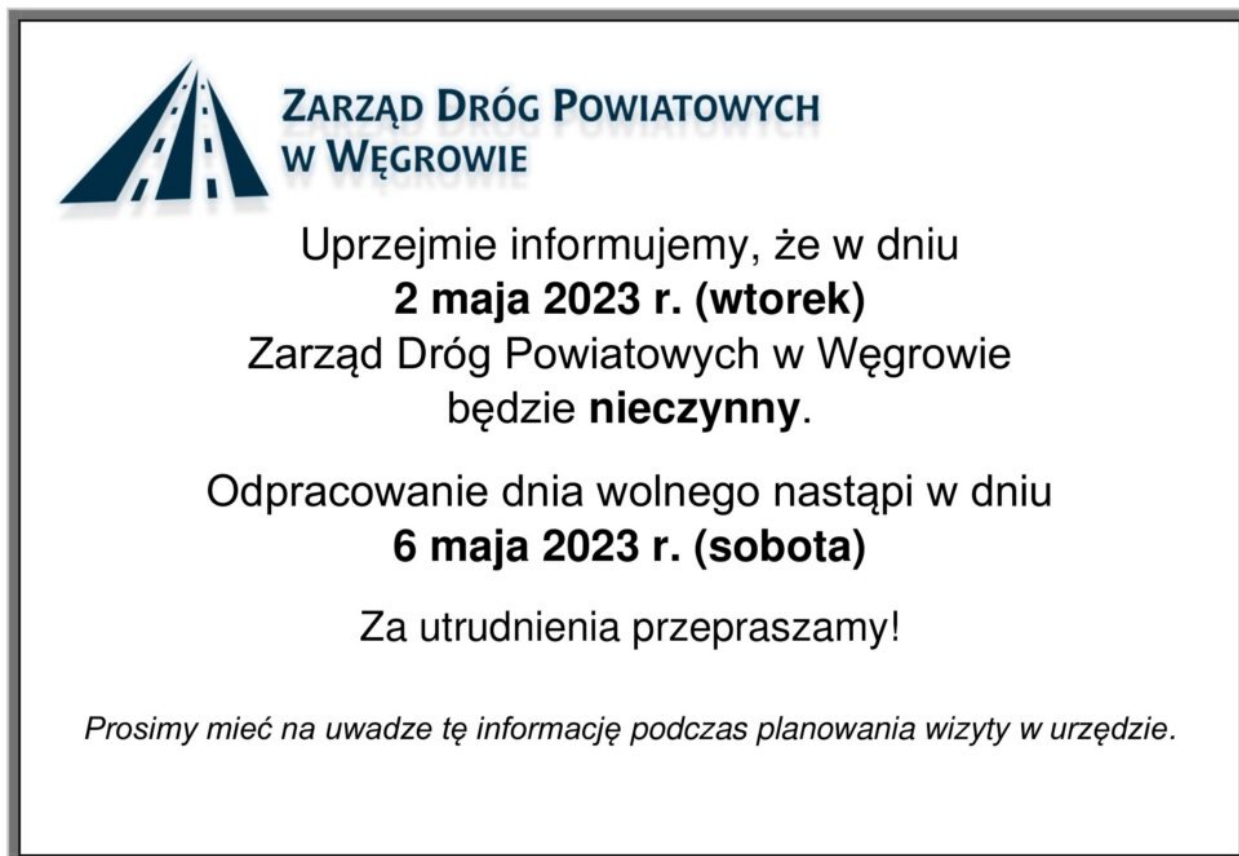 Zarząd Dróg Powiatowych
w Węgrowie
Uprzejmie informujemy, że w dniu
2 maja 2023 r. (wtorek)
Zarząd Dróg Powiatowych w Węgrowie
będzie nieczynny.
Odpracowanie dnia wolnego nastąpi w dniu
6 maja 2023 r. (sobota)
Za utrudnienia przepraszamy!
Prosimy mieć na uwadze tę informację podczas planowania wizyty w urzędzie.